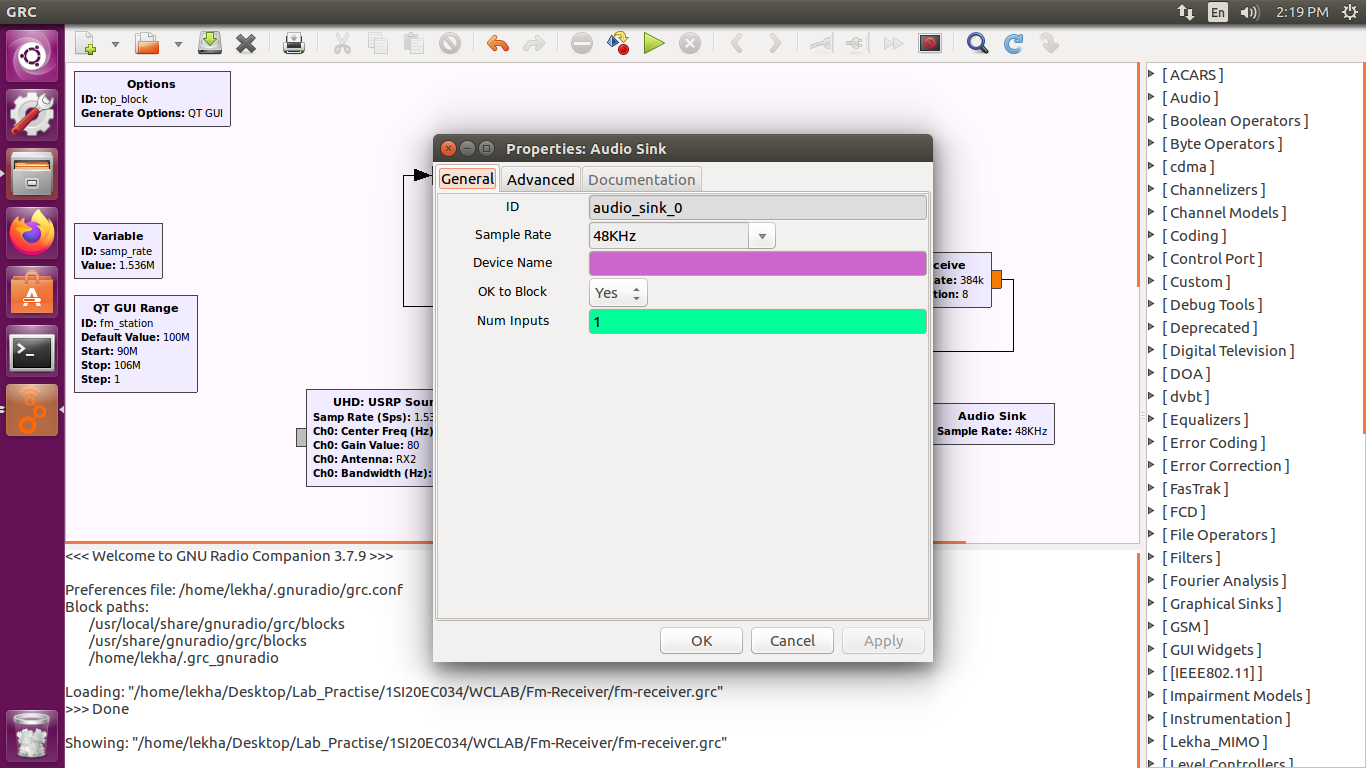 GRC
En
2:19 PM
Options
ID: top_block
Generate Options: QT GUI
Variable
ID: samp_rate
Value: 1.536M
QT GUI Range
ID: fm_station
Default Value: 100M
Start: 90M
Stop: 106M
Step: 1
UHD: USRP Sour
Samp Rate (Sps): 1.53
Ch0: Center Freq (Hz)
Ch0: Gain Value: 80
Ch0: Antenna: RX2
Ch0: Bandwidth (Hz):
Properties: Audio Sink
General Advanced Documentation
ID audio_sink_0
Sample Rate 48KHz
Device Name
OK to Block Yes
Num Inputs 1
OK Cancel Apply
ceive
ate: 384k
tion: 8
Audio Sink
Sample Rate: 48KHz
<<< Welcome to GNU Radio Companion 3.7.9 >>>
Preferences file: /home/lekha/.gnuradio/grc.conf
Block paths:
/usr/local/share/gnuradio/grc/blocks
/usr/share/gnuradio/grc/blocks
/home/lekha/.grc_gnuradio
Loading: "/home/lekha/Desktop/Lab_Practise/1SI20EC034/WCLAB/Fm-Receiver/fm-receiver.grc"
>>> Done
Showing: "/home/lekha/Desktop/Lab_Practise/1SI20EC034/WCLAB/Fm-Receiver/fm-receiver.grc"
[ ACARS ]
[ Audio ]
[ Boolean Operators ]
[ Byte Operators ]
[ cdma ]
[ Channelizers ]
[ Channel Models ]
[ Coding ]
[ Control Port ]
[ Custom ]
[ Debug Tools ]
[ Deprecated ]
[ Digital Television ]
[ DOA ]
[ dvbt ]
[ Equalizers ]
[ Error Coding ]
[ Error Correction ]
[ FasTrak ]
[ FCD ]
[ File Operators ]
[ Filters ]
[ Fourier Analysis ]
[ Graphical Sinks ]
[ GSM ]
[ GUI Widgets ]
[ [IEEE802.11] ]
[ Impairment Models ]
[ Instrumentation ]
[ Lekha_MIMO ]
[ Level Controllers ]